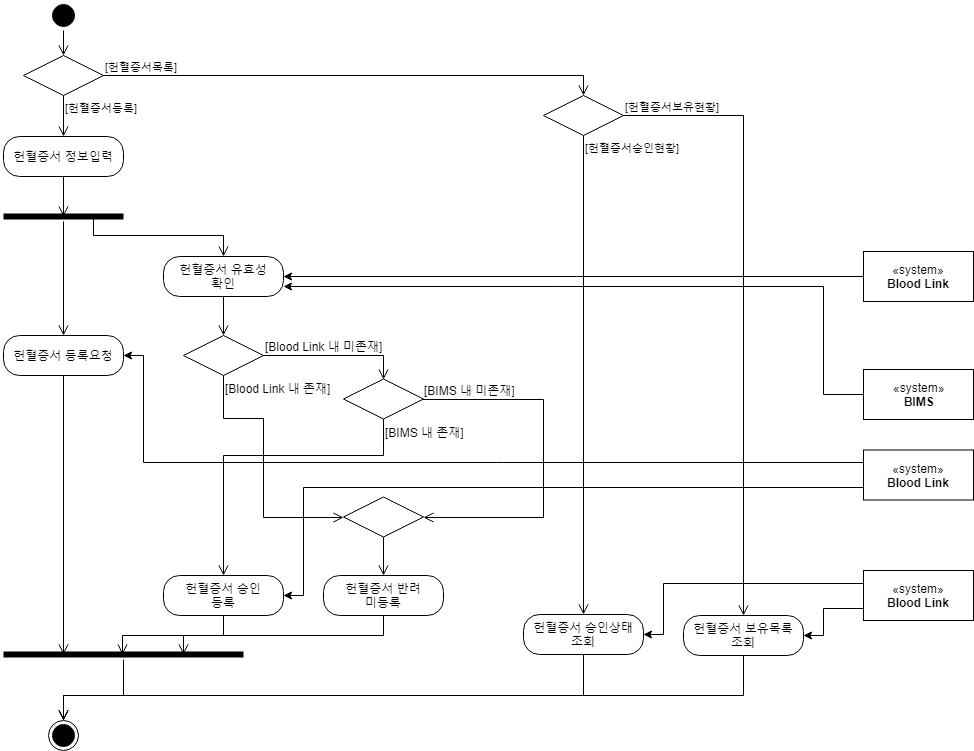 [헌혈증서목록]
[헌혈증서등록]
[헌혈증서보유현황]
[헌혈증서승인현황]
헌혈증서 정보입력
헌혈증서 유효성
확인
«system»
Blood Link
헌혈증서 등록요청
[Blood Link 내 미존재]
[Blood Link 내 존재]
[BIMS 내 미존재]
[BIMS 내 존재]
«system»
BIMS
«system»
Blood Link
헌혈증서 승인
등록
헌혈증서 반려
미등록
«system»
Blood Link
헌혈증서 승인상태
조회
헌혈증서 보유목록
조회